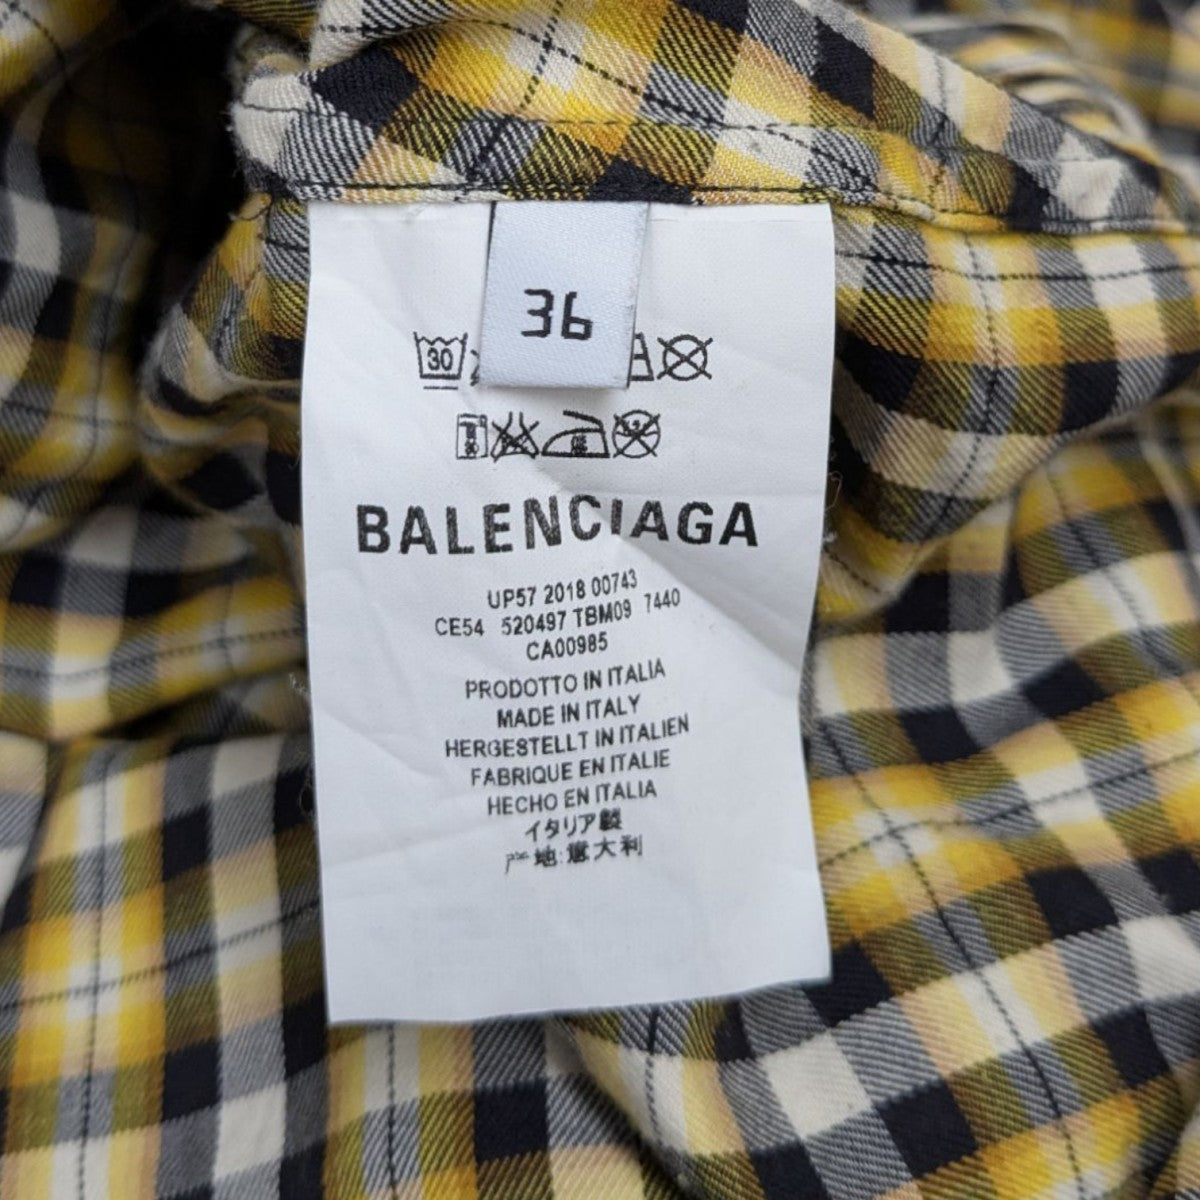 36
30
BALENCIAGA
UP57 2018 00743
CE54 520497 TBM09 7440
CA00985
PRODOTTO IN ITALIA
MADE IN ITALY
HERGESTELLT IN ITALIEN
FABRIQUE EN ITALIE
HECHO EN ITALIA
イタリア製
产地:意大利